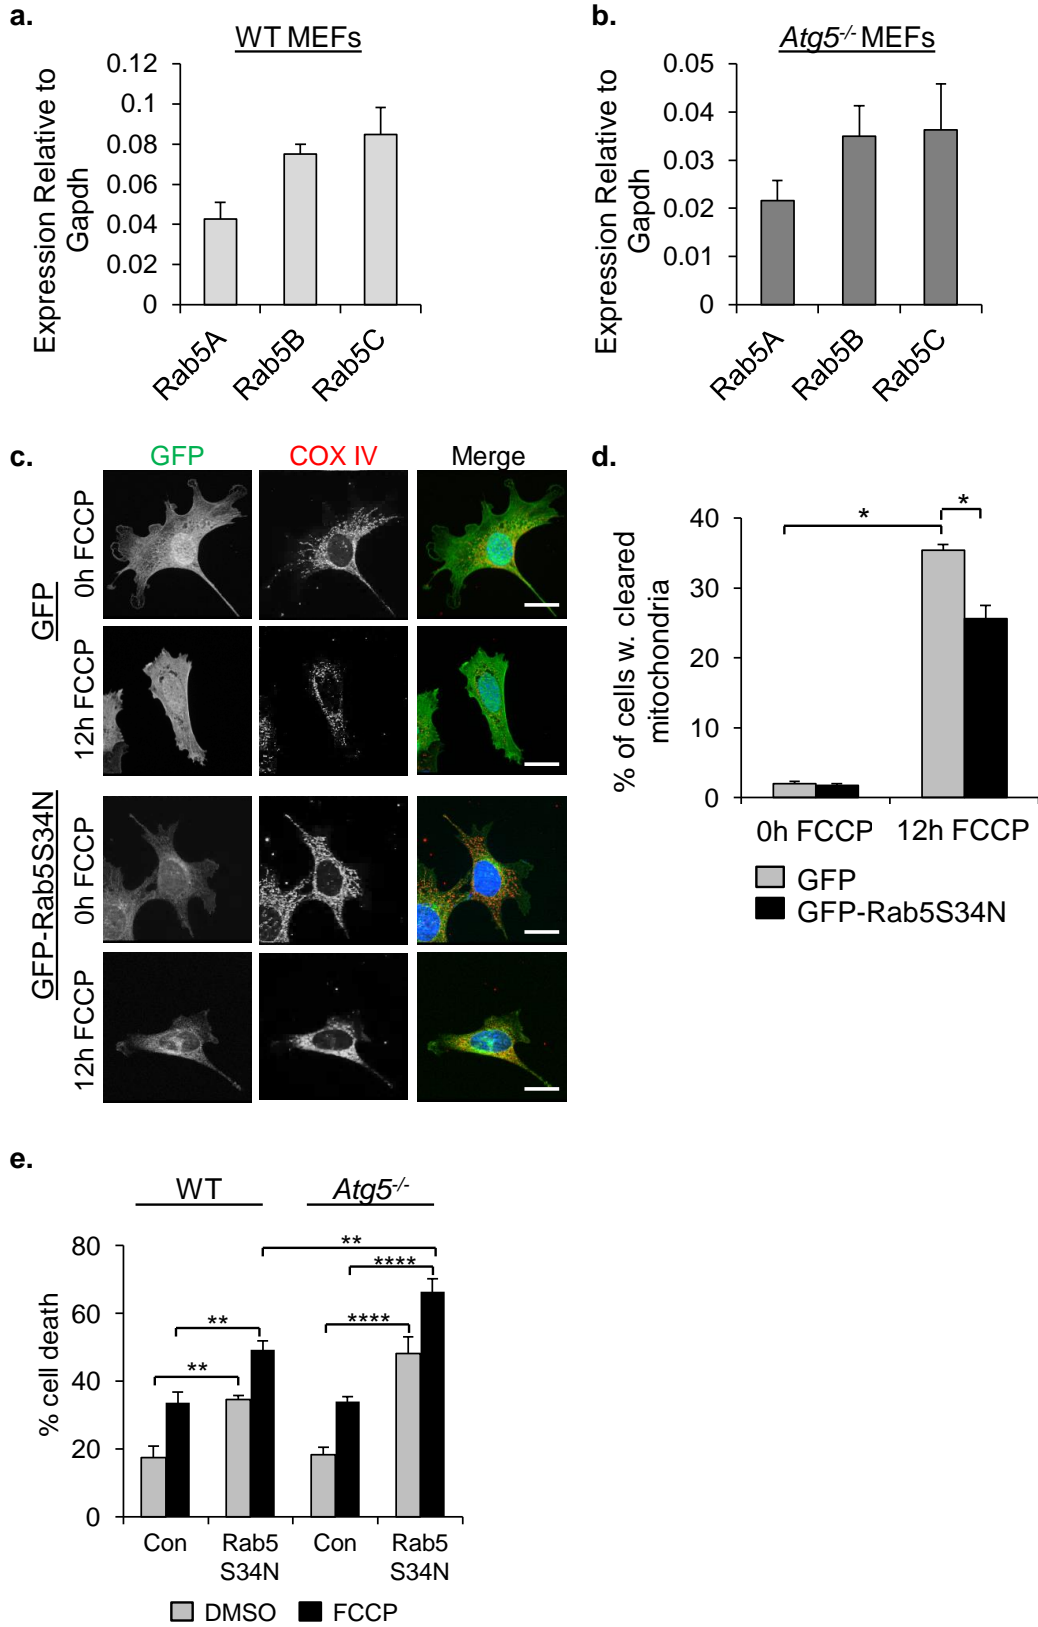 a.
WT MEFs
Expression Relative to
Gapdh
0.12
0.1
0.08
0.06
0.04
0.02
0
Rab5A
Rab5B
Rab5C
b.
Atg5-/- MEFs
Expression Relative to
Gapdh
0.05
0.04
0.03
0.02
0.01
0
Rab5A
Rab5B
Rab5C
c.
GFP
COX IV
Merge
GFP
0h FCCP
12h FCCP
GFP-Rab5S34N
0h FCCP
12h FCCP
d.
% of cells w. cleared
mitochondria
40
30
20
10
0
*
*
0h FCCP
12h FCCP
GFP
GFP-Rab5S34N
e.
WT
Atg5-/-
% cell death
80
60
40
20
0
**
**
**
****
****
Con
Rab5
S34N
Con
Rab5
S34N
DMSO
FCCP